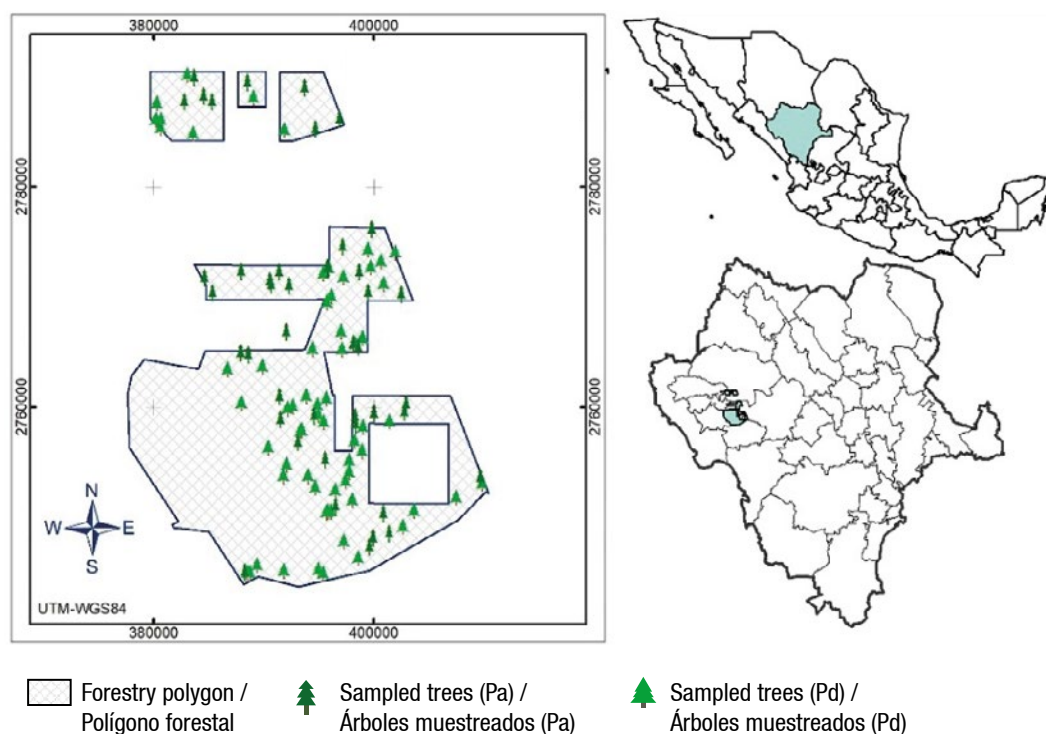 380000
400000
2780000
2780000
2760000
2760000
N
W E
S
UTM-WGS84
380000
400000
Forestry polygon /
Polígono forestal
Sampled trees (Pa) /
Árboles muestreados (Pa)
Sampled trees (Pd) /
Árboles muestreados (Pd)